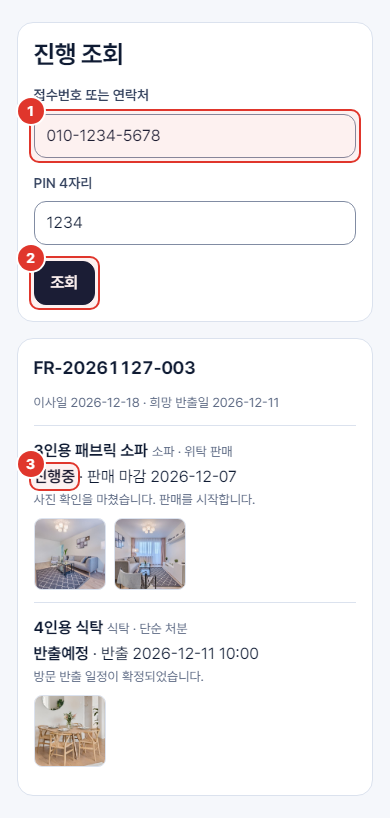 진행 조회
접수번호 또는 연락처
1
010-1234-5678
PIN 4자리
1234
2
조회
FR-20261127-003
이사일 2026-12-18 · 희망 반출일 2026-12-11
3인용 패브릭 소파 소파 · 위탁 판매
3
진행중 · 판매 마감 2026-12-07
사진 확인을 마쳤습니다. 판매를 시작합니다.
4인용 식탁 식탁 · 단순 처분
반출예정 · 반출 2026-12-11 10:00
방문 반출 일정이 확정되었습니다.